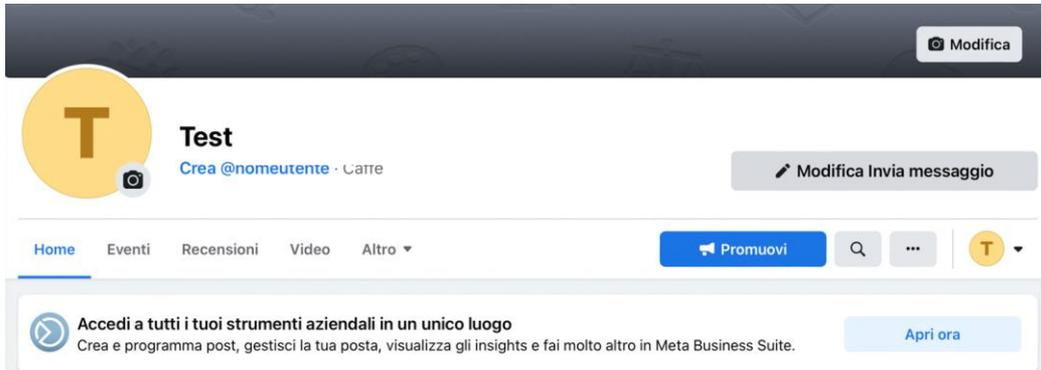 Modifica
T
Test
Crea @nomeutente · Caffè
Modifica Invia messaggio
Home Eventi Recensioni Video Altro
Promuovi T
Accedi a tutti i tuoi strumenti aziendali in un unico luogo
Crea e programma post, gestisci la tua posta, visualizza gli insights e fai molto altro in Meta Business Suite.
Apri ora